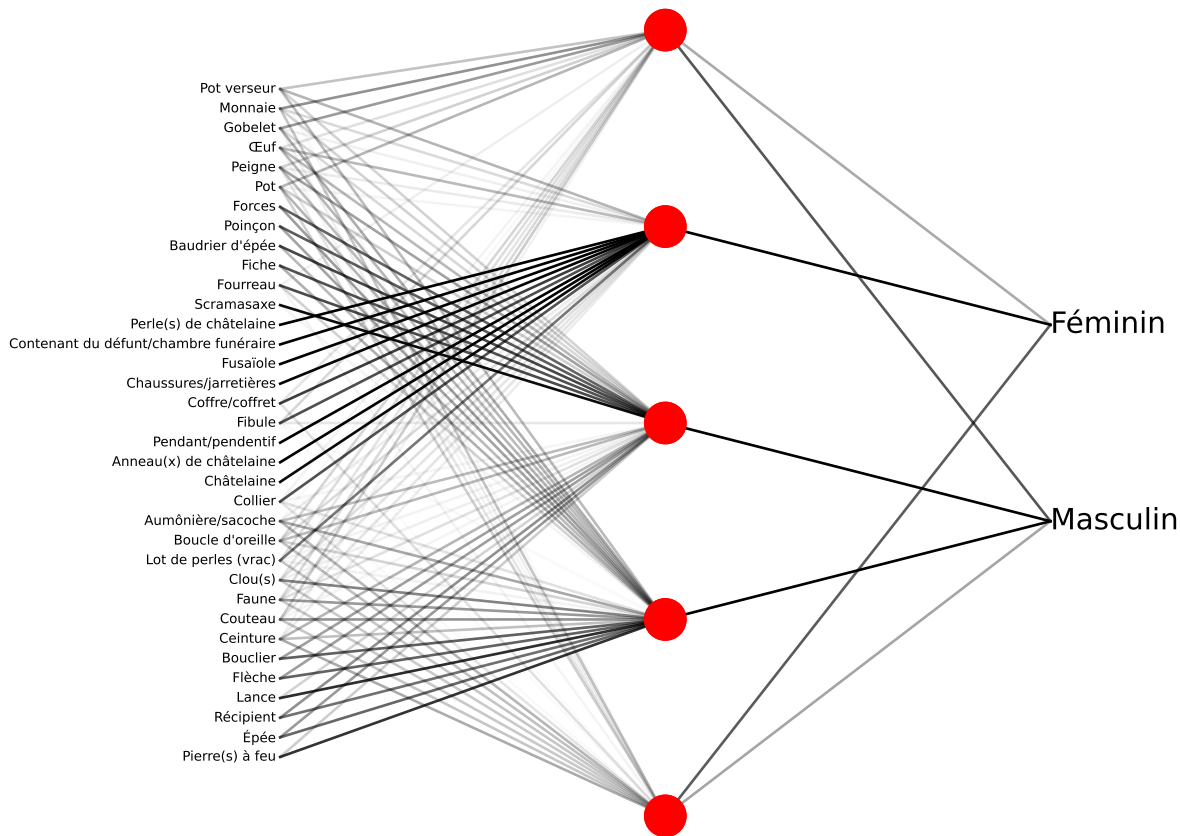 Pot verseur
Monnaie
Gobelet
Œuf
Peigne
Pot
Forces
Poinçon
Baudrier d'épée
Fiche
Fourreau
Scramasaxe
Perle(s) de châtelaine
Contenant du défunt/chambre funéraire
Fusaïole
Chaussures/jarretières
Coffre/coffret
Fibule
Pendant/pendentif
Anneau(x) de châtelaine
Châtelaine
Collier
Aumônière/sacoche
Boucle d'oreille
Lot de perles (vrac)
Clou(s)
Faune
Couteau
Ceinture
Bouclier
Flèche
Lance
Récipient
Épée
Pierre(s) à feu
Féminin
Masculin